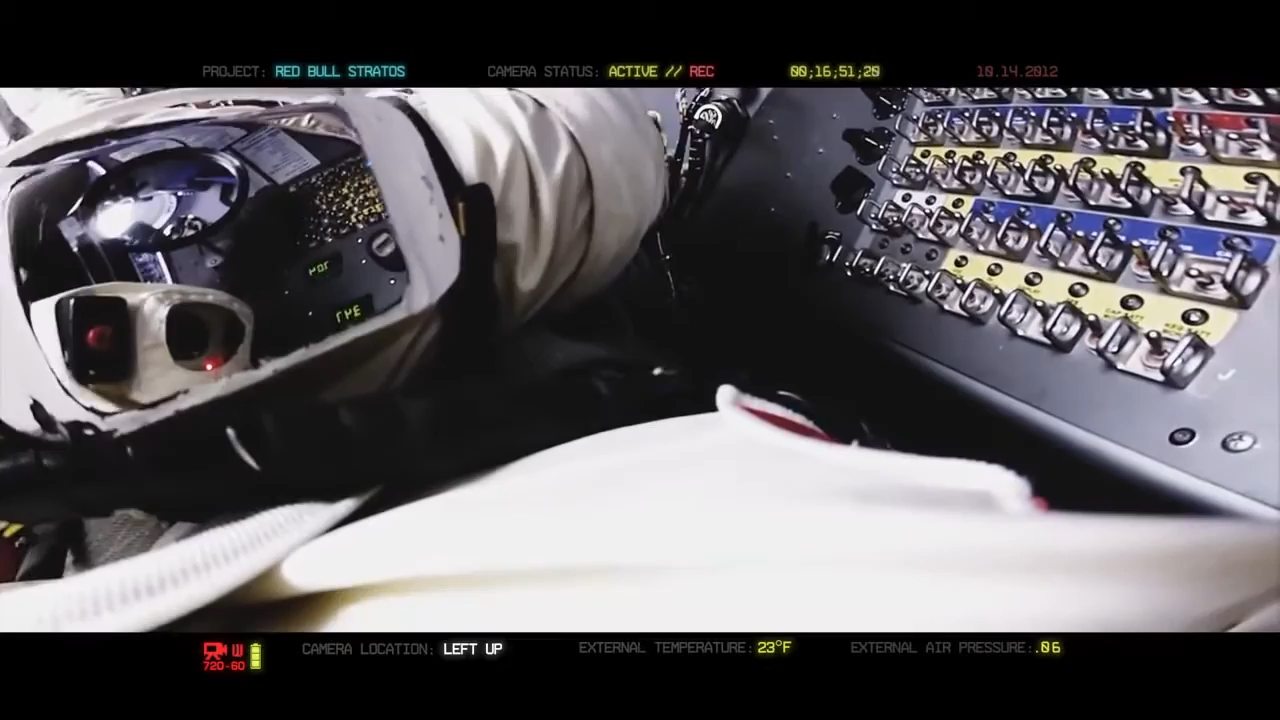 PROJECT: RED BULL STRATOS
CAMERA STATUS: ACTIVE // REC
00;16,51;20
10.14.2012
720-60
CAMERA LOCATION: LEFT UP
EXTERNAL TEMPERATURE: 23°F
EXTERNAL AIR PRESSURE: .06